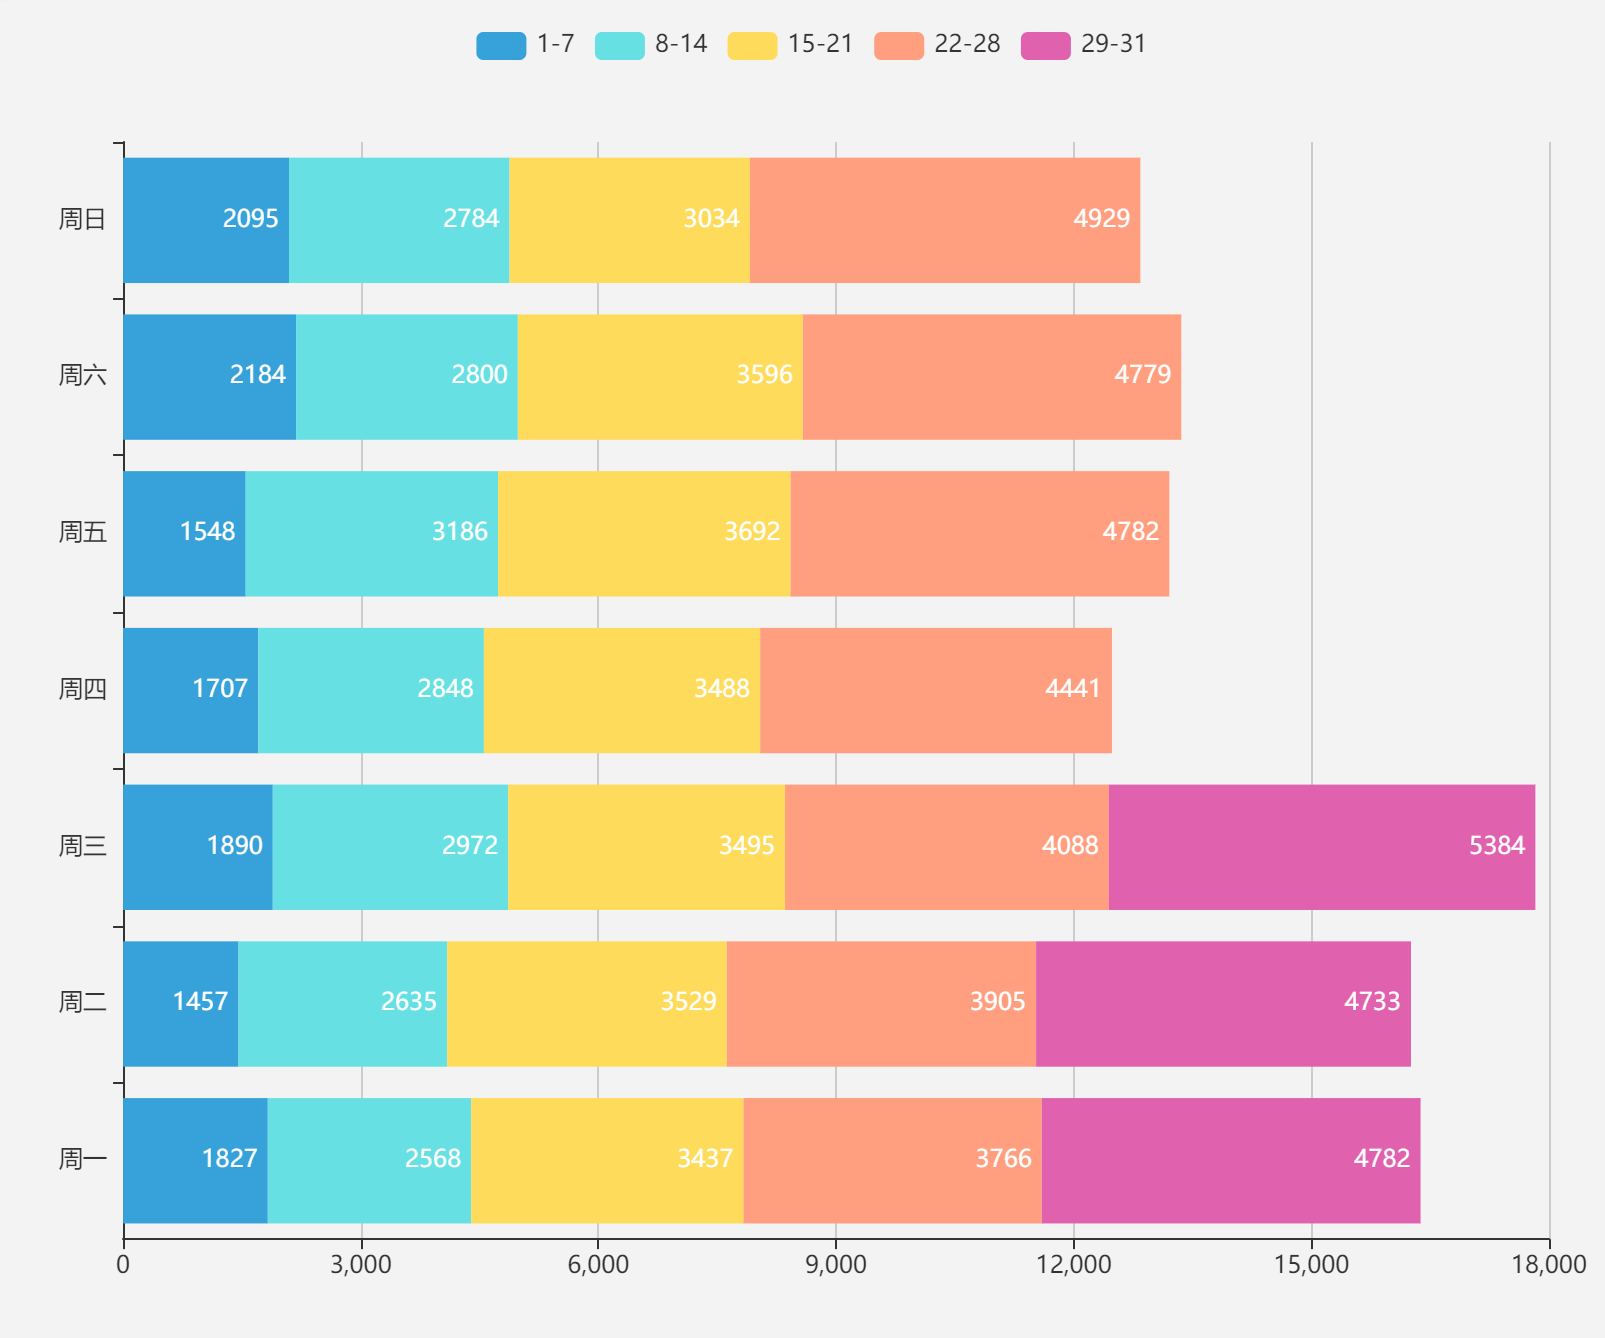 1-7 8-14 15-21 22-28 29-31
周日 2095 2784 3034 4929
周六 2184 2800 3596 4779
周五 1548 3186 3692 4782
周四 1707 2848 3488 4441
周三 1890 2972 3495 4088 5384
周二 1457 2635 3529 3905 4733
周一 1827 2568 3437 3766 4782
0 3,000 6,000 9,000 12,000 15,000 18,000